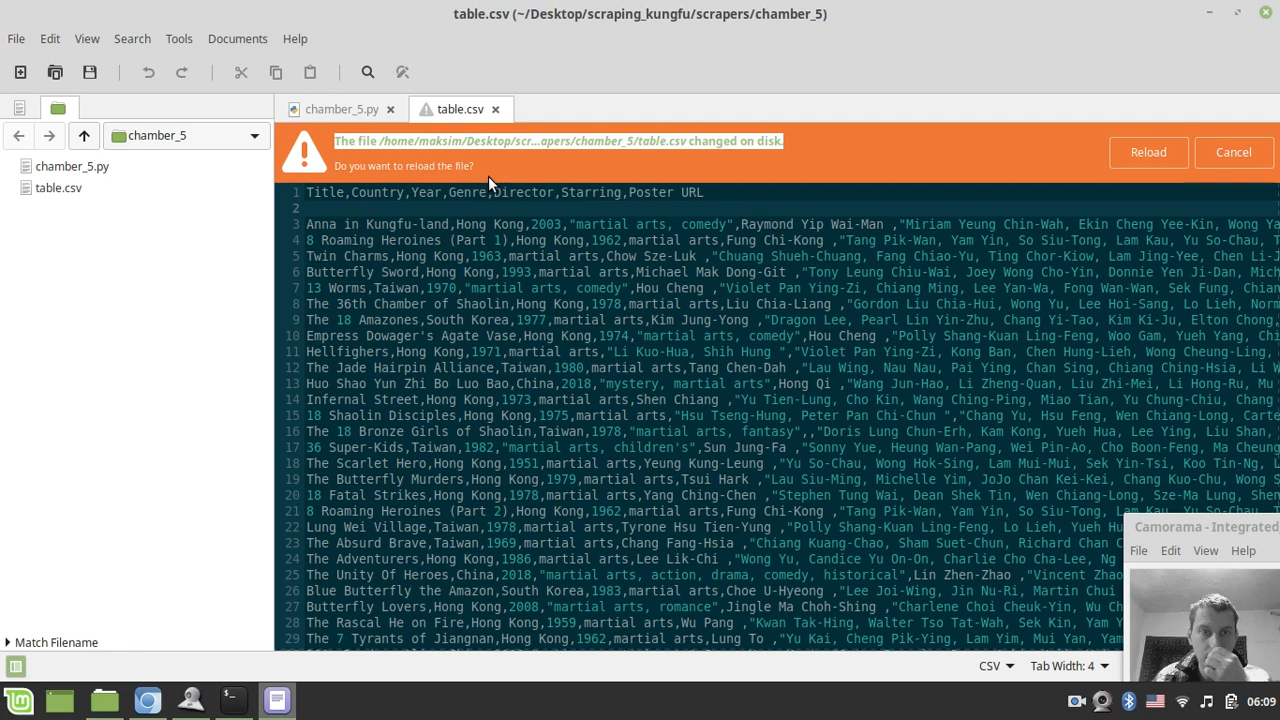 table.csv (~/Desktop/scraping_kungfu/scrapers/chamber_5)
File Edit View Search Tools Documents Help
chamber_5.py table.csv
chamber_5
chamber_5.py
table.csv
The file /home/maksim/Desktop/scr...apers/chamber_5/table.csv changed on disk.
Do you want to reload the file?
Reload Cancel
1 Title,Country,Year,Genre,Director,Starring,Poster URL
2
3 Anna in Kungfu-land,Hong Kong,2003,"martial arts, comedy",Raymond Yip Wai-Man ,"Miriam Yeung Chin-Wah, Ekin Cheng Yee-Kin, Wong Ya
4 8 Roaming Heroines (Part 1),Hong Kong,1962,martial arts,Fung Chi-Kong ,"Tang Pik-Wan, Yam Yin, So Siu-Tong, Lam Kau, Yu So-Chau, T
5 Twin Charms,Hong Kong,1963,martial arts,Chow Sze-Luk ,"Chuang Shueh-Chuang, Fang Chiao-Yu, Ting Chor-Kiow, Lam Jing-Yee, Chen Li-J
6 Butterfly Sword,Hong Kong,1993,martial arts,Michael Mak Dong-Git ,"Tony Leung Chiu-Wai, Joey Wong Cho-Yin, Donnie Yen Ji-Dan, Mich
7 13 Worms,Taiwan,1970,"martial arts, comedy",Hou Cheng ,"Violet Pan Ying-Zi, Chiang Ming, Lee Yan-Wa, Fong Wan-Wan, Sek Fung, Chian
8 The 36th Chamber of Shaolin,Hong Kong,1978,martial arts,Liu Chia-Liang ,"Gordon Liu Chia-Hui, Wong Yu, Lee Hoi-Sang, Lo Lieh, Norm
9 The 18 Amazones,South Korea,1977,martial arts,Kim Jung-Yong ,"Dragon Lee, Pearl Lin Yin-Zhu, Chang Yi-Tao, Kim Ki-Ju, Elton Chong,
10 Empress Dowager's Agate Vase,Hong Kong,1974,"martial arts, comedy",Hou Cheng ,"Polly Shang-Kuan Ling-Feng, Woo Gam, Yueh Yang, Chi
11 Hellfighers,Hong Kong,1971,martial arts,"Li Kuo-Hua, Shih Hung ","Violet Pan Ying-Zi, Kong Ban, Chen Hung-Lieh, Wong Cheung-Ling,
12 The Jade Hairpin Alliance,Taiwan,1980,martial arts,Tang Chen-Dah ,"Lau Wing, Nau Nau, Pai Ying, Chan Sing, Chiang Ching-Hsia, Li W
13 Huo Shao Yun Zhi Bo Luo Bao,China,2018,"mystery, martial arts",Hong Qi ,"Wang Jun-Hao, Li Zheng-Quan, Liu Zhi-Mei, Li Hong-Ru, Mu
14 Infernal Street,Hong Kong,1973,martial arts,Shen Chiang ,"Yu Tien-Lung, Cho Kin, Wang Ching-Ping, Miao Tian, Yu Chung-Chiu, Chang
15 18 Shaolin Disciples,Hong Kong,1975,martial arts,"Hsu Tseng-Hung, Peter Pan Chi-Chun ","Chang Yu, Hsu Feng, Wen Chiang-Long, Carte
16 The 18 Bronze Girls of Shaolin,Taiwan,1978,"martial arts, fantasy",,"Doris Lung Chun-Erh, Kam Kong, Yueh Hua, Lee Ying, Liu Shan,
17 36 Super-Kids,Taiwan,1982,"martial arts, children's",Sun Jung-Fa ,"Sonny Yue, Heung Wan-Pang, Wei Pin-Ao, Cho Boon-Feng, Ma Cheung
18 The Scarlet Hero,Hong Kong,1951,martial arts,Yeung Kung-Leung ,"Yu So-Chau, Wong Hok-Sing, Lam Mui-Mui, Sek Yin-Tsi, Koo Tin-Ng, L
19 The Butterfly Murders,Hong Kong,1979,martial arts,Tsui Hark ,"Lau Siu-Ming, Michelle Yim, JoJo Chan Kei-Kei, Chang Kuo-Chu, Wong S
20 18 Fatal Strikes,Hong Kong,1978,martial arts,Yang Ching-Chen ,"Stephen Tung Wai, Dean Shek Tin, Wen Chiang-Long, Sze-Ma Lung, Shen
21 8 Roaming Heroines (Part 2),Hong Kong,1962,martial arts,Fung Chi-Kong ,"Tang Pik-Wan, Yam Yin, So Siu-Tong, Lam Kau, Yu So-Chau, T
22 Lung Wei Village,Taiwan,1978,martial arts,Tyrone Hsu Tien-Yung ,"Polly Shang-Kuan Ling-Feng, Lo Lieh, Yueh Hu
23 The Absurd Brave,Taiwan,1969,martial arts,Chang Fang-Hsia ,"Chiang Kuang-Chao, Sham Suet-Chun, Richard Chan C
24 The Adventurers,Hong Kong,1986,martial arts,Lee Lik-Chi ,"Wong Yu, Candice Yu On-On, Charlie Cho Cha-Lee, Ng
25 The Unity Of Heroes,China,2018,"martial arts, action, drama, comedy, historical",Lin Zhen-Zhao ,"Vincent Zhao
26 Blue Butterfly the Amazon,South Korea,1983,martial arts,Choe U-Hyeong ,"Lee Joi-Wing, Jin Nu-Ri, Martin Chui
27 Butterfly Lovers,Hong Kong,2008,"martial arts, romance",Jingle Ma Choh-Shing ,"Charlene Choi Cheuk-Yin, Wu Ch
28 The Rascal He on Fire,Hong Kong,1959,martial arts,Wu Pang ,"Kwan Tak-Hing, Walter Tso Tat-Wah, Sek Kin, Yam Y
29 The 7 Tyrants of Jiangnan,Hong Kong,1962,martial arts,Lung To ,"Yu Kai, Cheng Pik-Ying, Lam Yim, Mui Yan, Yam
Camorama - Integrated
File Edit View Help
Match Filename
CSV Tab Width: 4
06:09